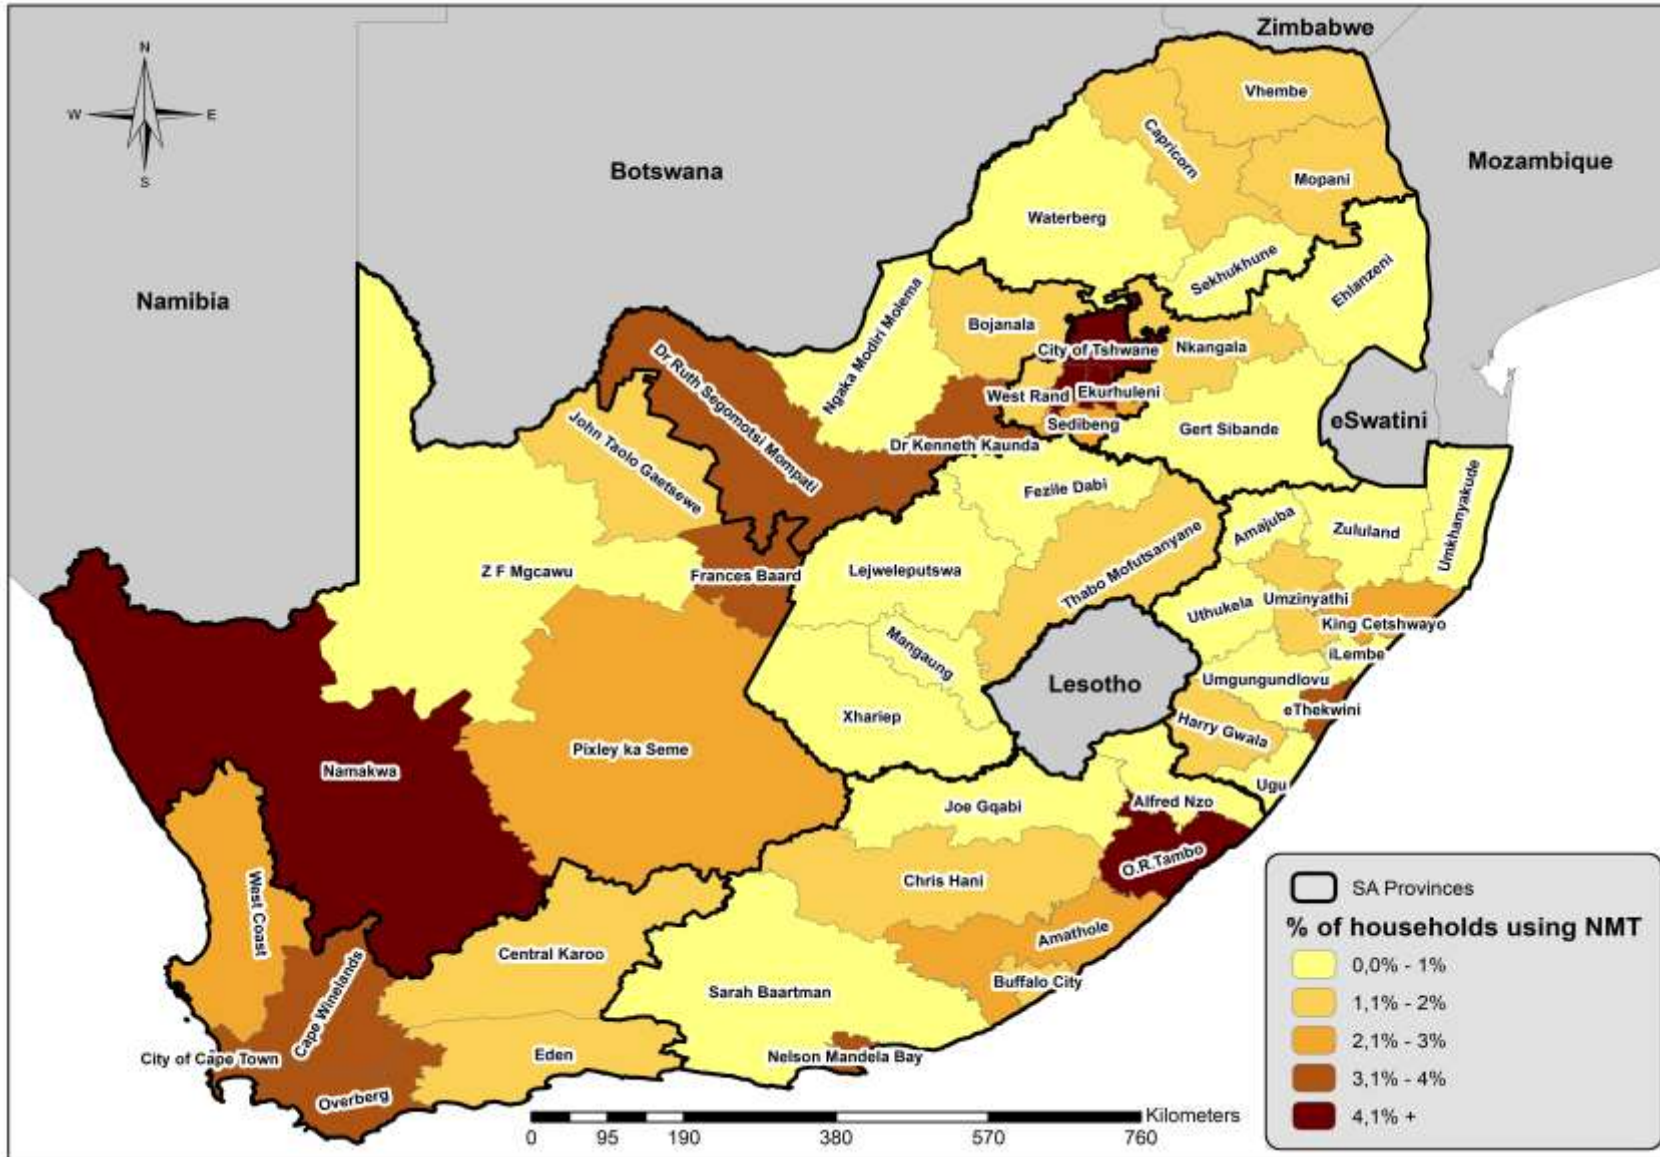 Zimbabwe
N
W
E
S
Vhembe
Capricorn
Mozambique
Botswana
Mopani
Waterberg
Sekhukhune
Ehlanzeni
Namibia
Ngaka Modiri Molema
Bojanala
City of Tshwane
Nkangala
Dr Ruth Segomotsi Mompati
West Rand
Ekurhuleni
Sedibeng
Gert Sibande
eSwatini
John Taolo Gaetsewe
Dr Kenneth Kaunda
Fezile Dabi
Thabo Mofutsanyane
Amajuba
Zululand
Umkhanyakude
Z F Mgcawu
Frances Baard
Lejweleputswa
Uthukela
Umzinyathi
King Cetshwayo
Mangaung
iLembe
Lesotho
Umgungundlovu
eThekwini
Xhariep
Harry Gwala
Pixley ka Seme
Namakwa
Ugu
Joe Gqabi
Alfred Nzo
O.R.Tambo
Chris Hani
West Coast
Amathole
Central Karoo
Buffalo City
Sarah Baartman
Cape Winelands
City of Cape Town
Eden
Nelson Mandela Bay
Overberg
Kilometers
0 95 190 380 570 760
SA Provinces
% of households using NMT
0,0% - 1%
1,1% - 2%
2,1% - 3%
3,1% - 4%
4,1% +